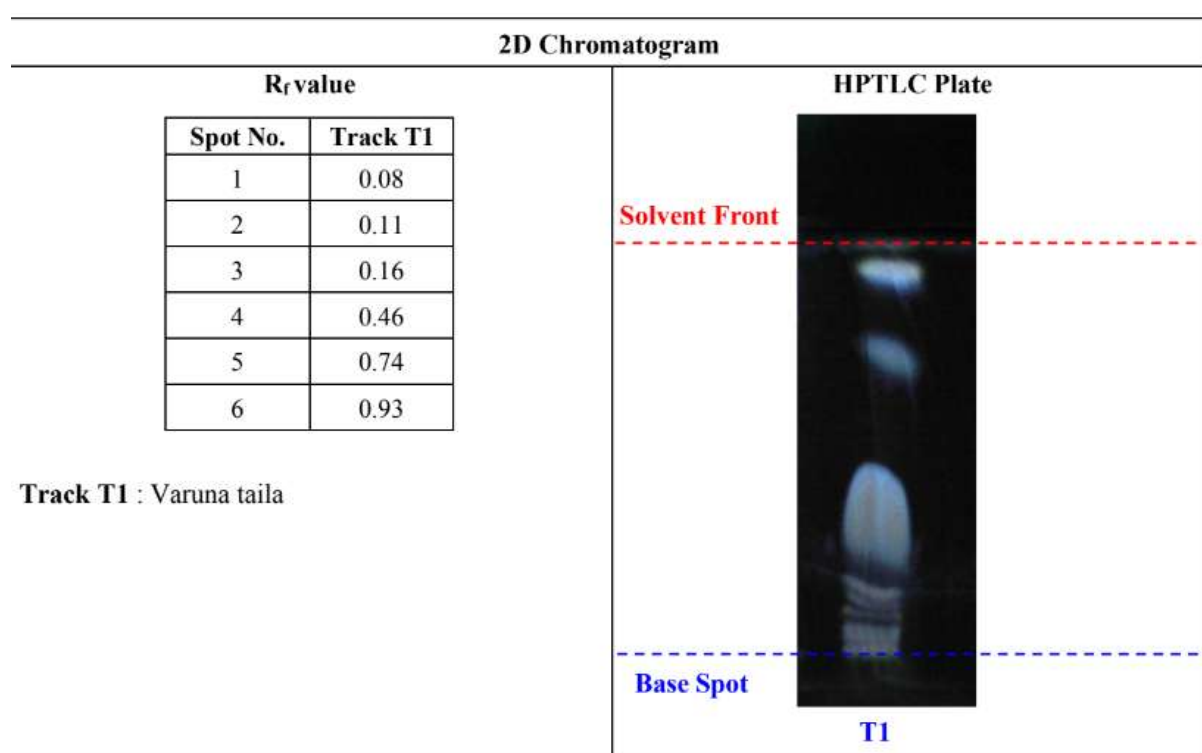 2D Chromatogram
Rf value
Spot No. Track T1
1 0.08
2 0.11
3 0.16
4 0.46
5 0.74
6 0.93
Track T1 : Varuna taila
HPTLC Plate
Solvent Front
Base Spot
T1